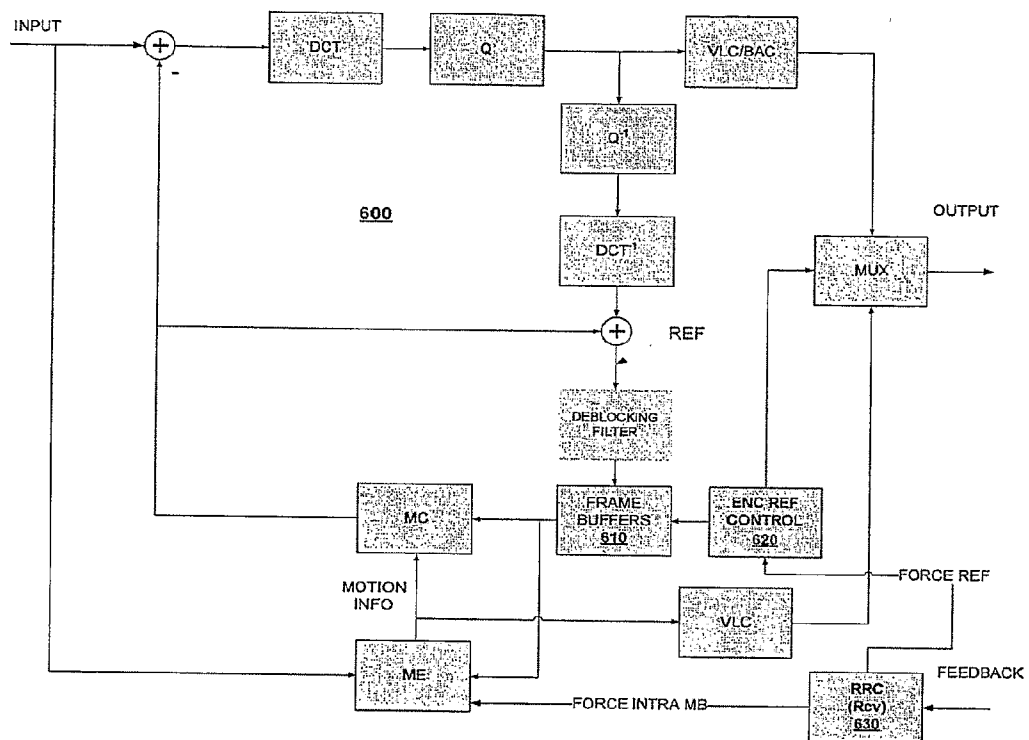 INPUT
+
-
DCT
Q
VLC/BAC
Q-1
600
DCT-1
OUTPUT
MUX
+
REF
DEBLOCKING
FILTER
MC
FRAME
BUFFERS
610
ENC REF
CONTROL
620
MOTION
INFO
FORCE REF
VLC
ME
FEEDBACK
FORCE INTRA MB
RRC
(Rcv)
630